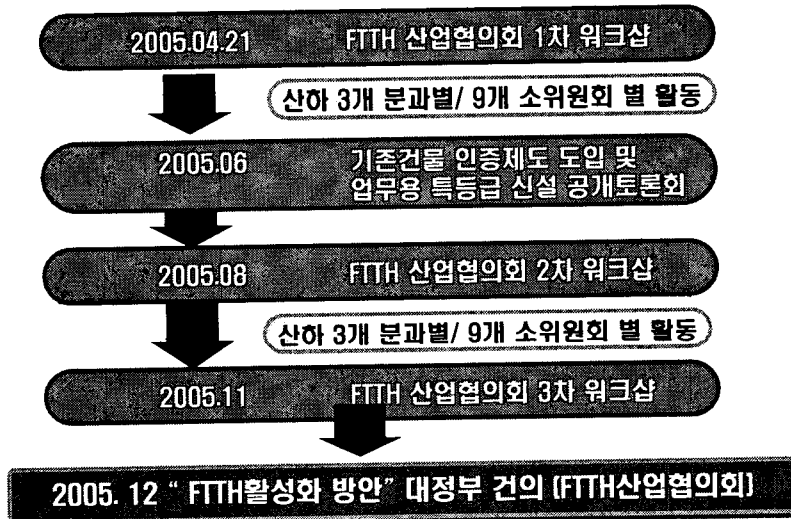 2005.04.21 FTTH 산업협의회 1차 워크샵
산하 3개 분과별/ 9개 소위원회 별 활동
2005.06 기존건물 인증제도 도입 및
업무용 특등급 신설 공개토론회
2005.08 FTTH 산업협의회 2차 워크샵
산하 3개 분과별/ 9개 소위원회 별 활동
2005.11 FTTH 산업협의회 3차 워크샵
2005. 12 “ FTTH활성화 방안” 대정부 건의 (FTTH산업협의회)